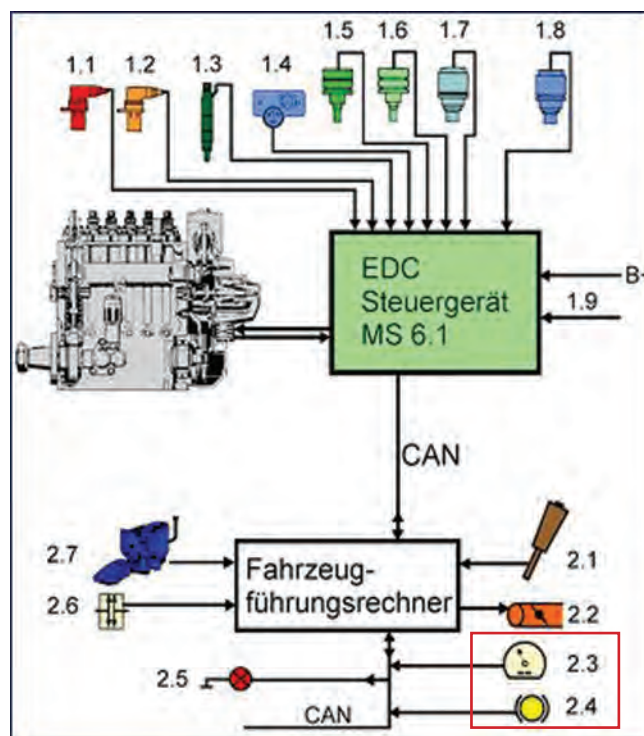 1.1
1.2
1.3
1.4
1.5
1.6
1.7
1.8
EDC
Steuergerät
MS 6.1
B-
1.9
CAN
2.7
Fahrzeug-
führungsrechner
2.1
2.6
2.2
2.3
2.5
2.4
CAN